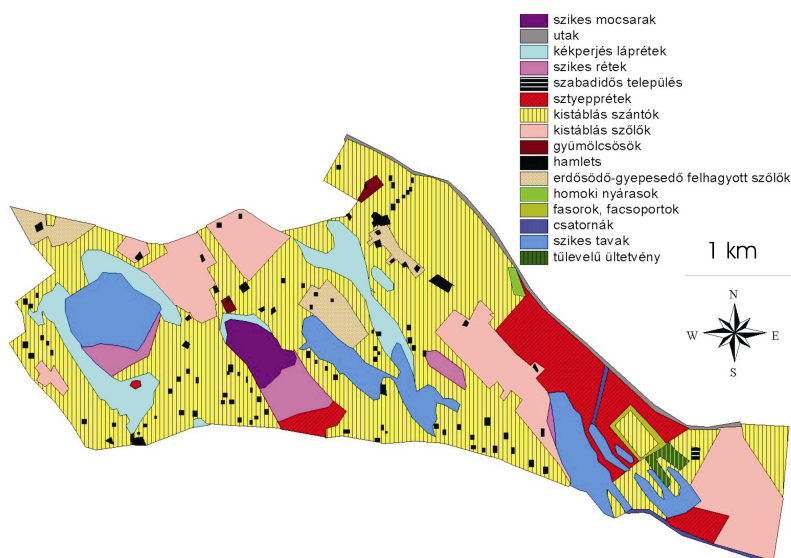 szikes mocsarak
utak
kékperjés láprétek
szikes rétek
szabadidős település
sztyepprétek
kistáblás szántók
kistáblás szőlők
gyümölcsösök
hamlets
erdősödő-gyepesedő felhagyott szőlők
homoki nyárasok
fasorok, facsoportok
csatornák
szikes tavak
tűlevelű ültetvény
1 km
N
W E
S